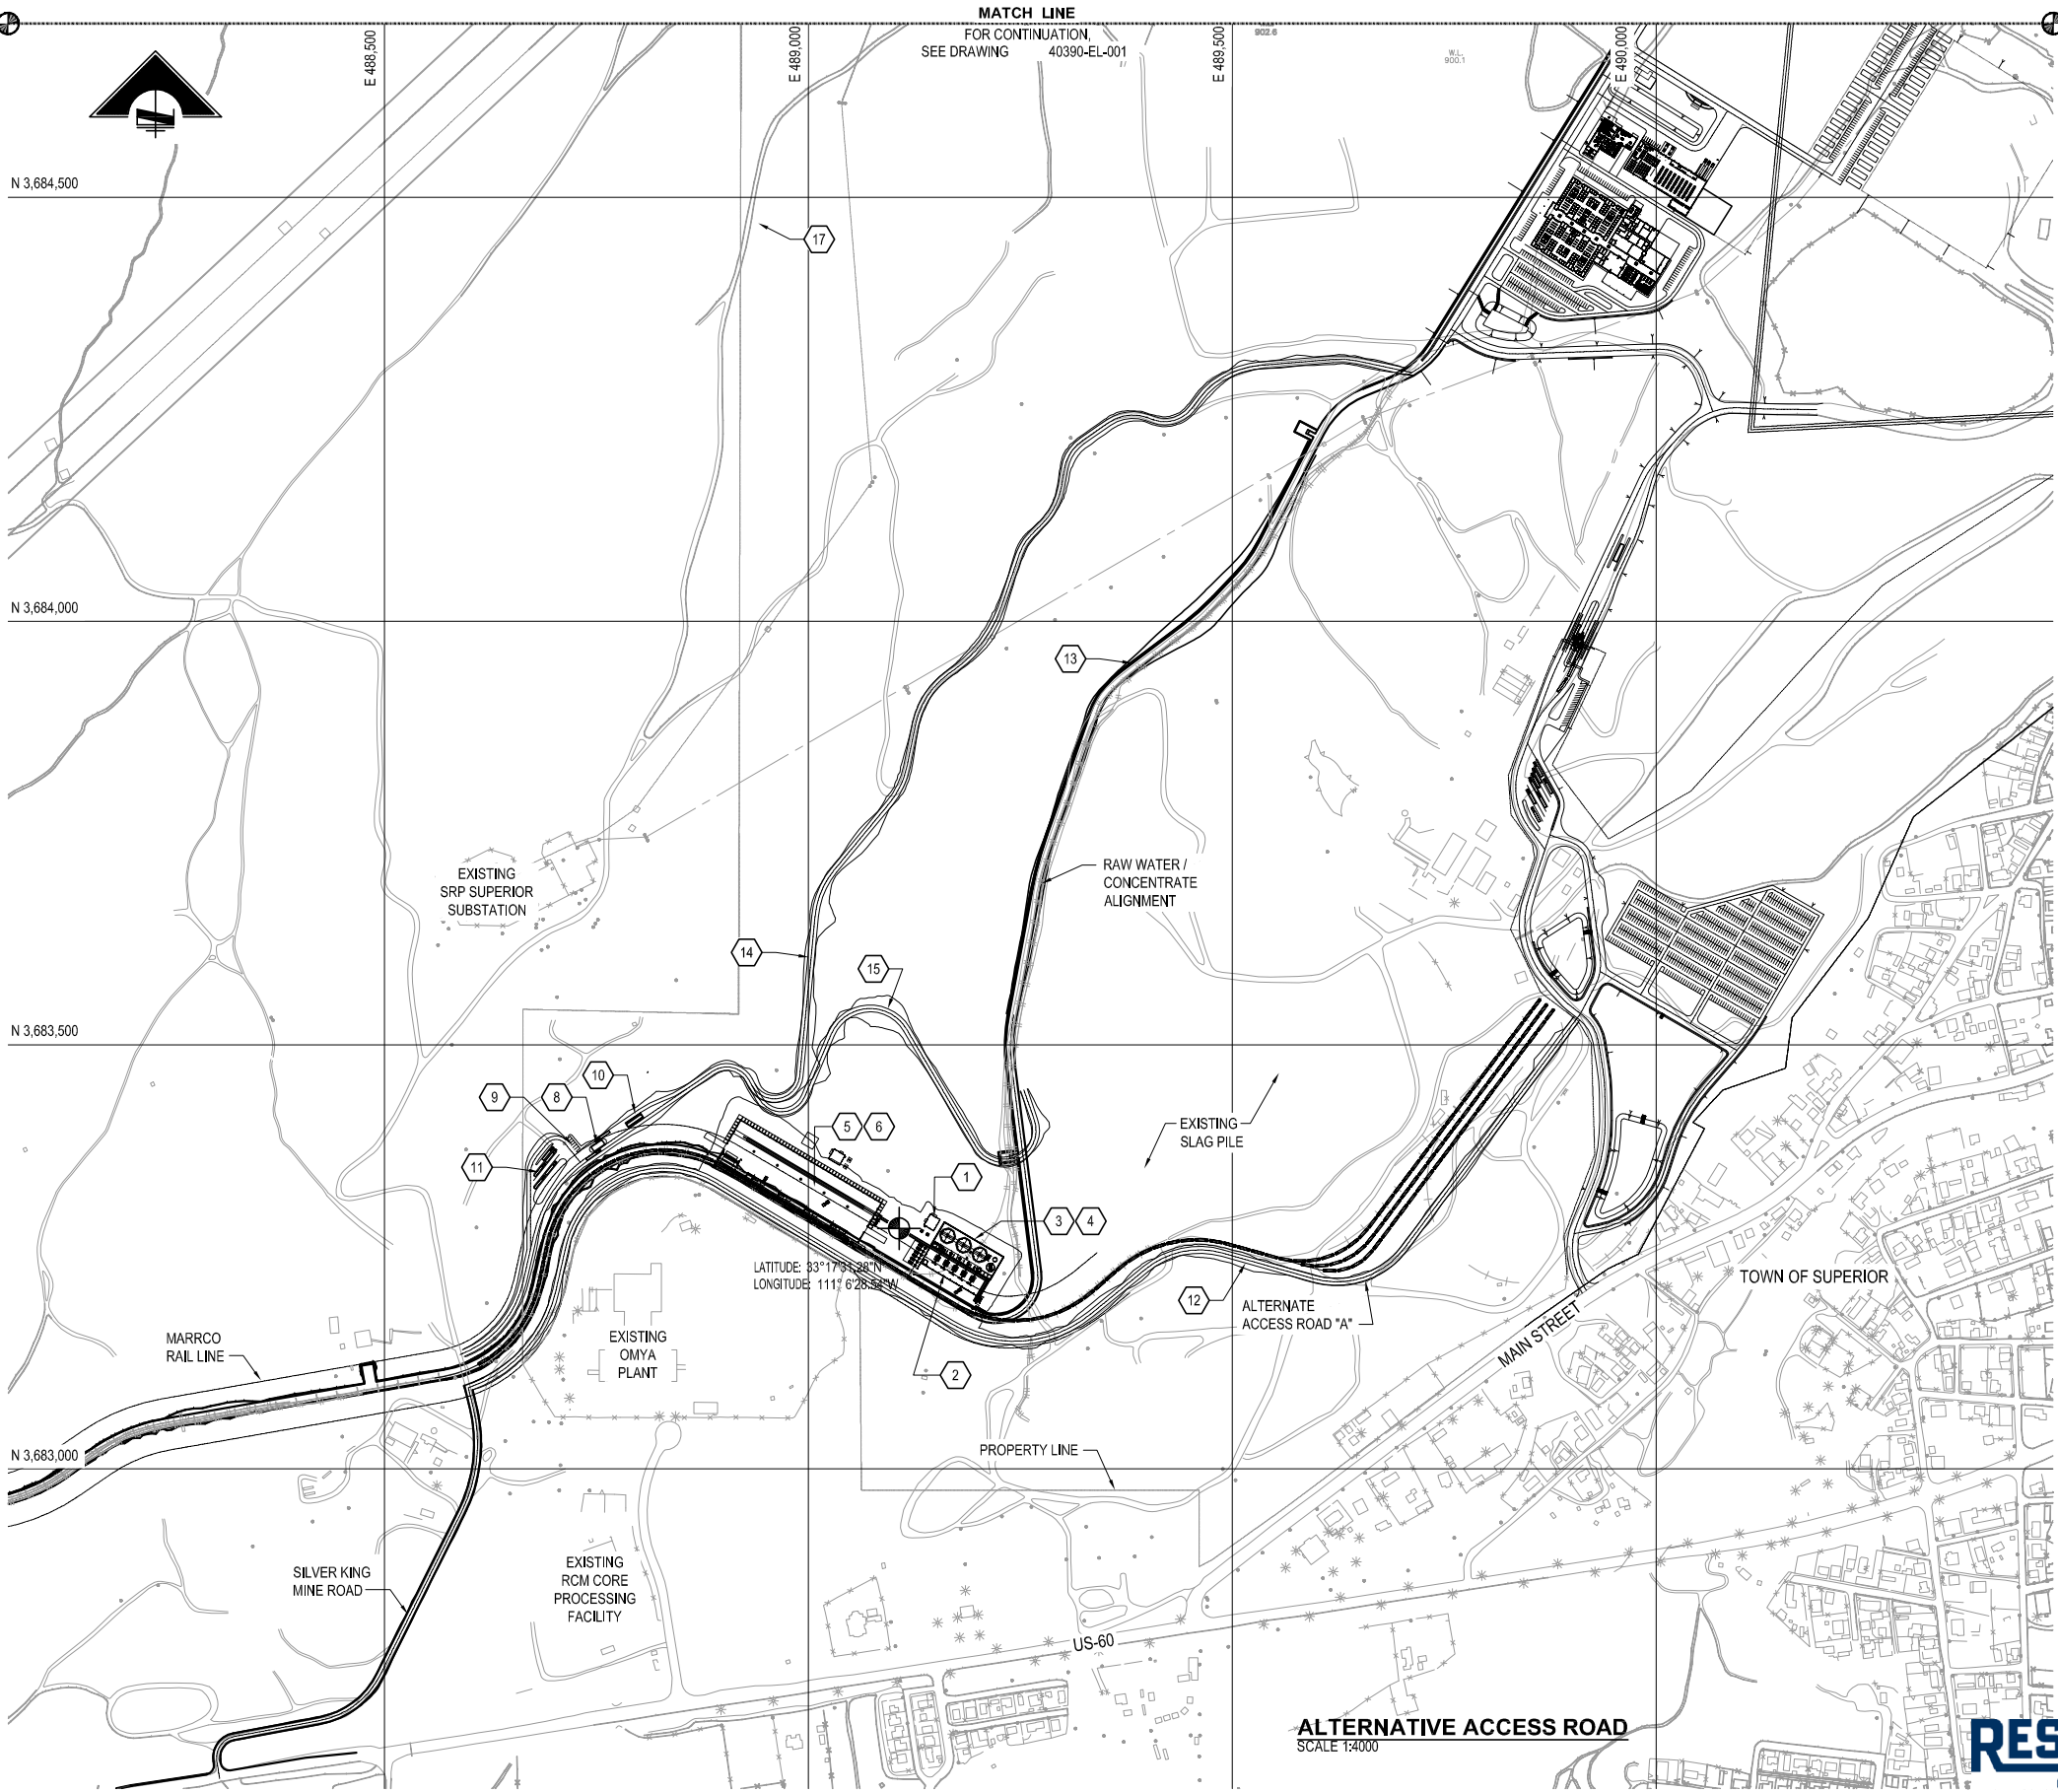 MATCH LINE
FOR CONTINUATION,
SEE DRAWING 40390-EL-001
E 488,500
E 489,000
E 489,500
E 490,000
902.6
W.L.
900.1
N 3,684,500
17
N 3,684,000
13
EXISTING
SRP SUPERIOR
SUBSTATION
RAW WATER /
CONCENTRATE
ALIGNMENT
14
15
N 3,683,500
10
9
8
5
6
11
EXISTING
SLAG PILE
1
3
4
LATITUDE: 33°17'31.28"N
LONGITUDE: 111° 6'28.54"W
12
ALTERNATE
ACCESS ROAD "A"
TOWN OF SUPERIOR
MAIN STREET
MARRCO
RAIL LINE
EXISTING
OMYA
PLANT
2
N 3,683,000
PROPERTY LINE
SILVER KING
MINE ROAD
EXISTING
RCM CORE
PROCESSING
FACILITY
US-60
ALTERNATIVE ACCESS ROAD
SCALE 1:4000
RES